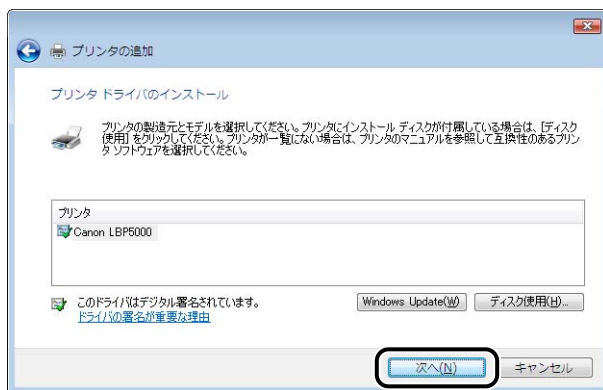 プリンタの追加
プリンタ ドライバのインストール
プリンタの製造元とモデルを選択してください。プリンタにインストール ディスクが付属している場合は、[ディスク
使用] をクリックしてください。プリンタが一覧にない場合は、プリンタのマニュアルを参照して互換性のあるプリン
タ ソフトウェアを選択してください。
プリンタ
Canon LBP5000
このドライバはデジタル署名されています。
ドライバの署名が重要な理由
Windows Update(W) ディスク使用(H)...
次へ(N) キャンセル